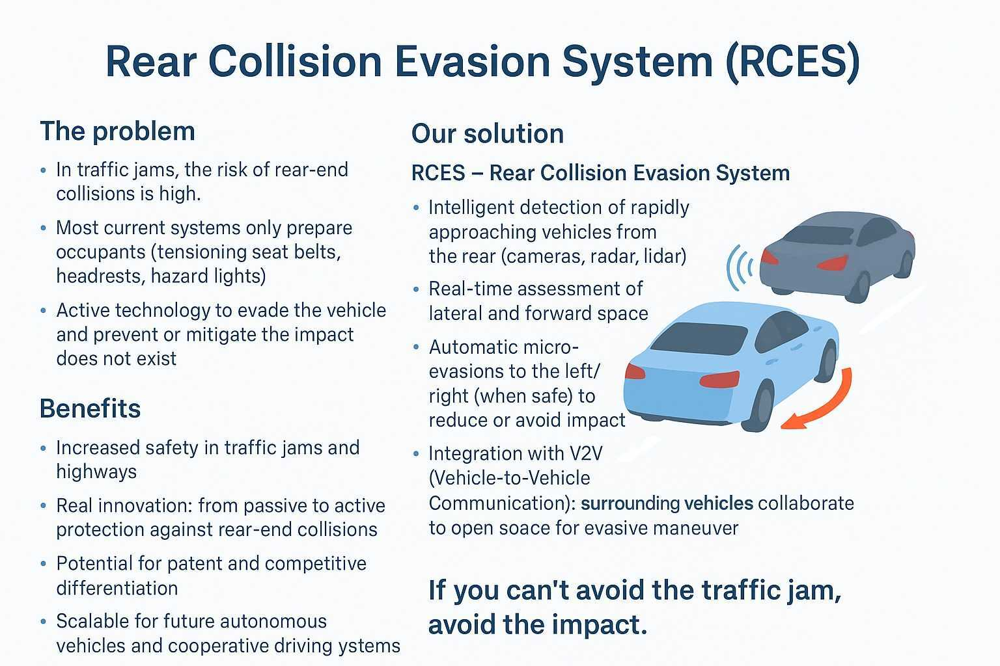 Rear Collision Evasion System (RCES)
The problem
• In traffic jams, the risk of rear-end
collisions is high.
• Most current systems only prepare
occupants (tensioning seat belts,
headrests, hazard lights)
• Active technology to evade the vehicle
and prevent or mitigate the impact
does not exist
Benefits
• Increased safety in traffic jams and
highways
• Real innovation: from passive to active
protection against rear-end collisions
• Potential for patent and competitive
differentiation
• Scalable for future autonomous
vehicles and cooperative driving ystems
Our solution
RCES – Rear Collision Evasion System
• Intelligent detection of rapidly
approaching vehicles from
the rear (cameras, radar, lidar)
• Real-time assessment of
lateral and forward space
• Automatic micro-
evasions to the left/
right (when safe) to
reduce or avoid impact
• Integration with V2V
(Vehicle-to-Vehicle
Communication): surrounding vehicles collaborate
to open soace for evasive maneuver
If you can't avoid the traffic jam,
avoid the impact.